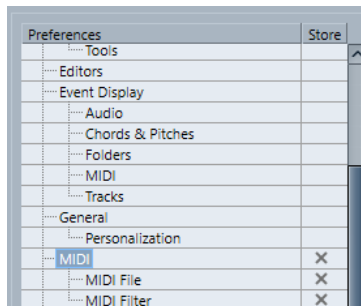 Preferences Store
Tools
Editors
Event Display
Audio
Chords & Pitches
Folders
MIDI
Tracks
General
Personalization
MIDI
MIDI File
MIDI Filter